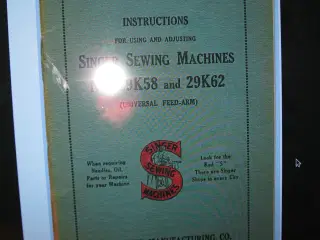 INSTRUCTIONS
FOR USING AND ADJUSTING
SINGER SEWING MACHINES
9K58 and 29K62
(UNIVERSAL FEED-ARM)
SINGER
SEWING
MACHINES
When requiring
Needles, Oil,
Parts or Repairs
for your Machine
Look for the
Red "S"
There are Singer
Shops in every City
MANUFACTURING CO.